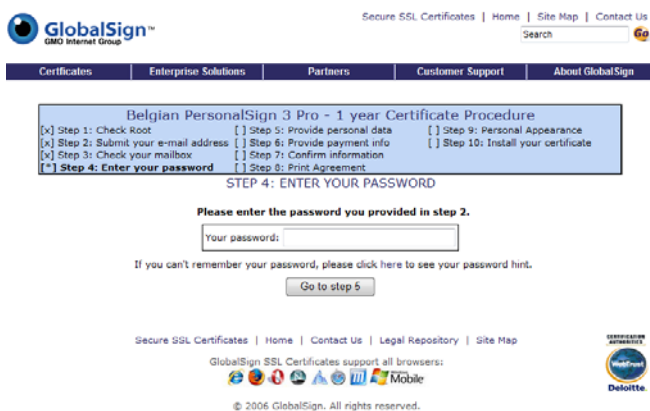 Secure SSL Certificates | Home | Site Map | Contact Us
GlobalSign™
GMO Internet Group
Search
Go
Certficates
Enterprise Solutions
Partners
Customer Support
About GlobalSign
Belgian PersonalSign 3 Pro - 1 year Certificate Procedure
[x] Step 1: Check Root
[x] Step 2: Submit your e-mail address
[x] Step 3: Check your mailbox
[*] Step 4: Enter your password
[ ] Step 5: Provide personal data
[ ] Step 6: Provide payment info
[ ] Step 7: Confirm information
[ ] Step 8: Print Agreement
[ ] Step 9: Personal Appearance
[ ] Step 10: Install your certificate
STEP 4: ENTER YOUR PASSWORD
Please enter the password you provided in step 2.
Your password:
If you can't remember your password, please click here to see your password hint.
Go to step 5
Secure SSL Certificates | Home | Contact Us | Legal Repository | Site Map
GlobalSign SSL Certificates support all browsers:
Windows Mobile
CERTIFICATION
AUTHORITIES
WebTrust
Deloitte.
© 2006 GlobalSign. All rights reserved.